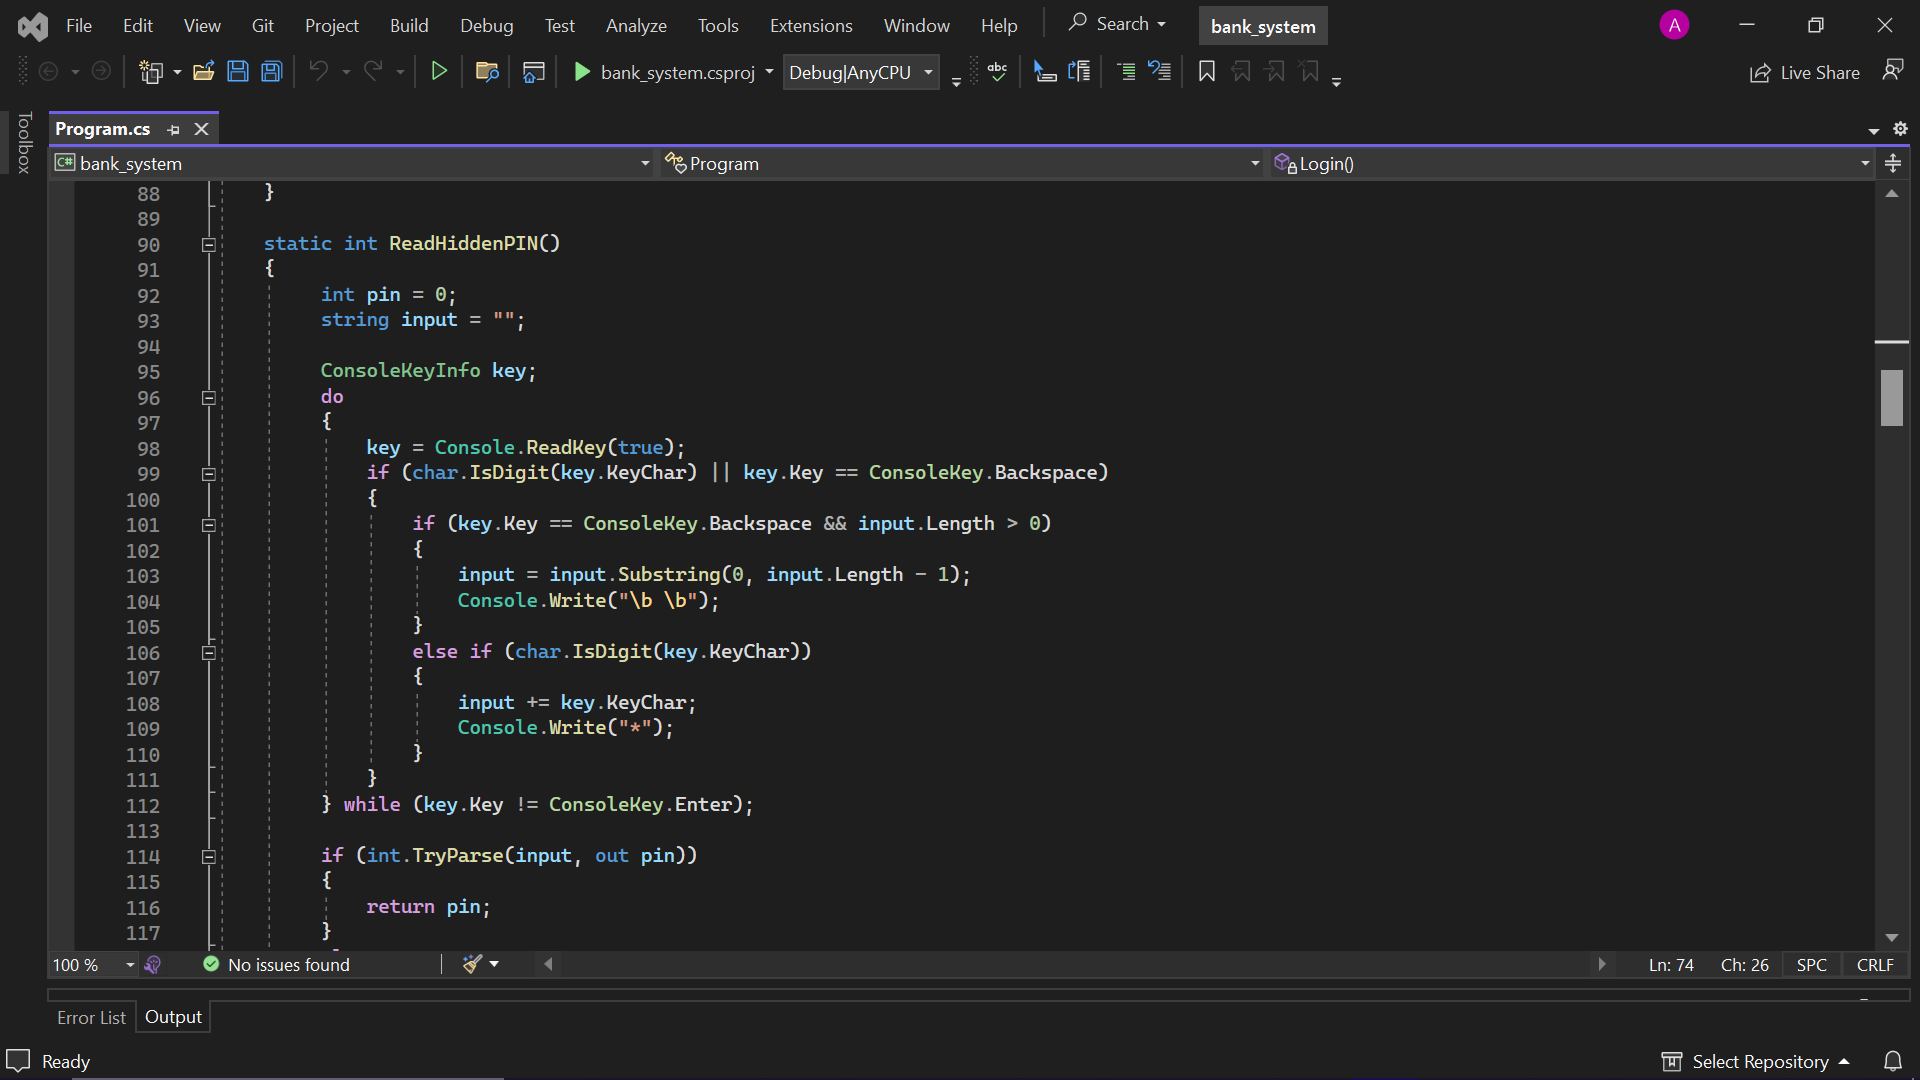 File Edit View Git Project Build Debug Test Analyze Tools Extensions Window Help Search bank_system A
bank_system.csproj Debug|AnyCPU abc Live Share
Toolbox
Program.cs
C# bank_system Program Login()
88 }
89
90 static int ReadHiddenPIN()
91 {
92 int pin = 0;
93 string input = "";
94
95 ConsoleKeyInfo key;
96 do
97 {
98 key = Console.ReadKey(true);
99 if (char.IsDigit(key.KeyChar) || key.Key == ConsoleKey.Backspace)
100 {
101 if (key.Key == ConsoleKey.Backspace && input.Length > 0)
102 {
103 input = input.Substring(0, input.Length - 1);
104 Console.Write("\b \b");
105 }
106 else if (char.IsDigit(key.KeyChar))
107 {
108 input += key.KeyChar;
109 Console.Write("*");
110 }
111 }
112 } while (key.Key != ConsoleKey.Enter);
113
114 if (int.TryParse(input, out pin))
115 {
116 return pin;
117 }
100 % No issues found Ln: 74 Ch: 26 SPC CRLF
Error List Output
Ready Select Repository